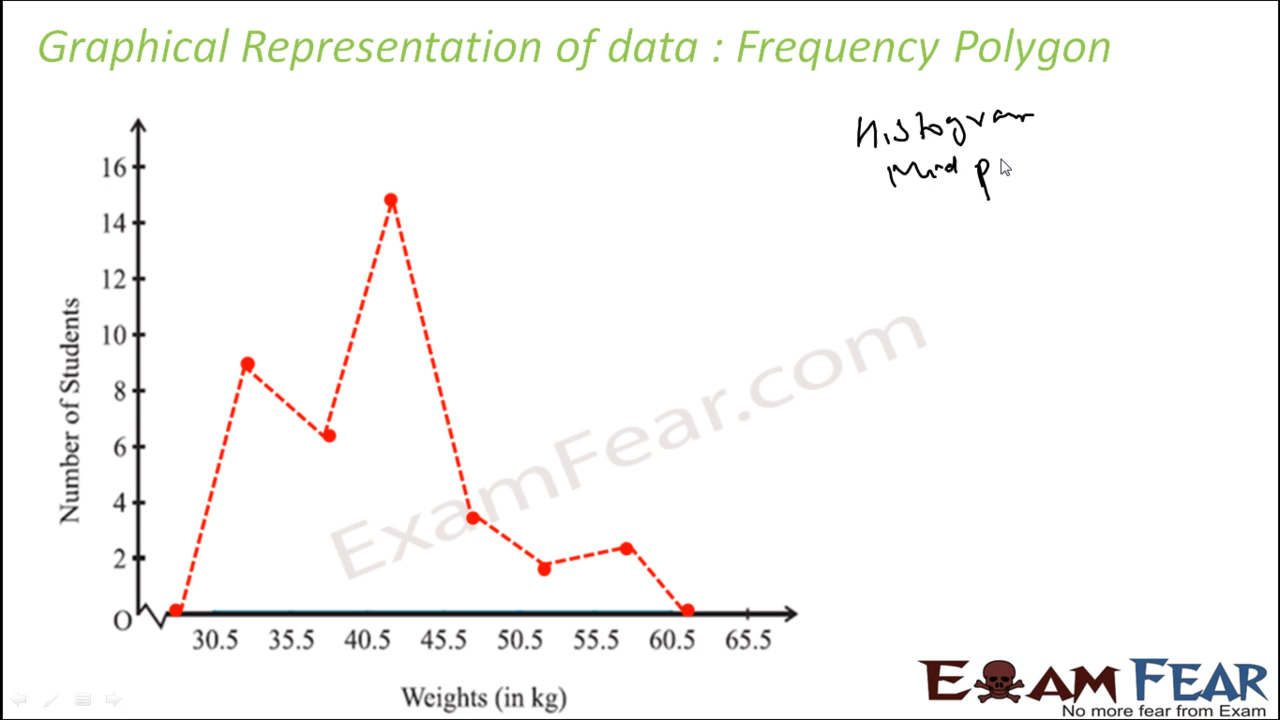 Graphical Representation of data : Frequency Polygon
Histogram
Mid p
16
14
12
10
8
6
4
2
O
Number of Students
30.5 35.5 40.5 45.5 50.5 55.5 60.5 65.5
Weights (in kg)
ExamFear.com
EXAM FEAR
No more fear from Exam